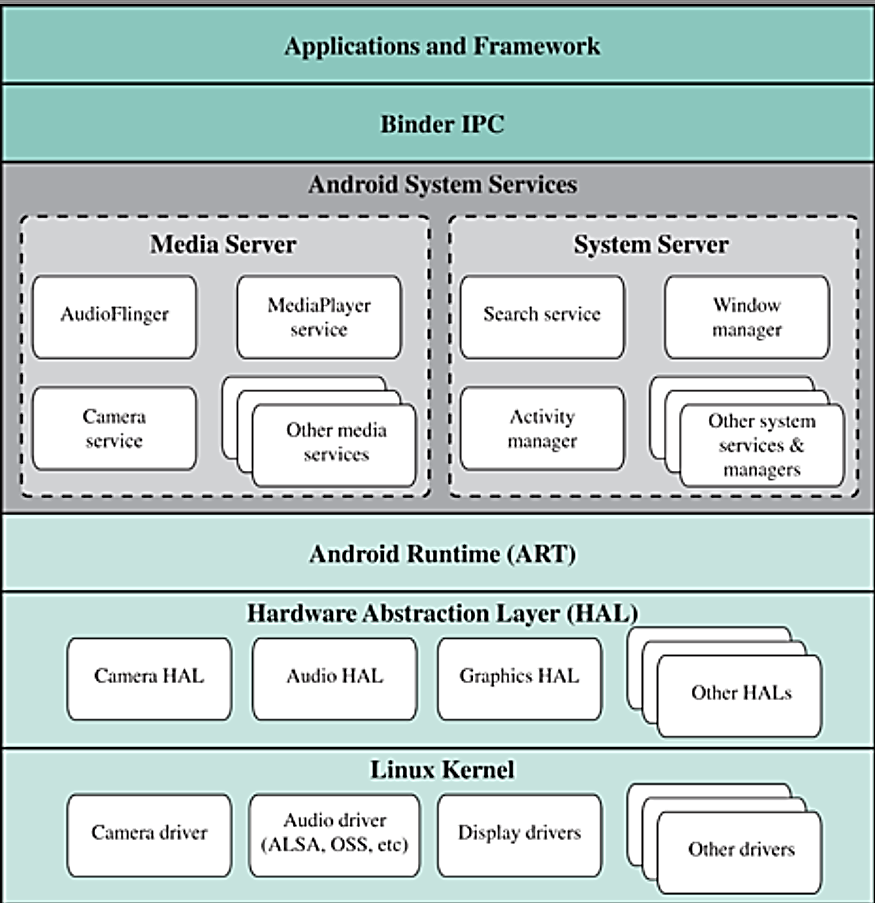 Applications and Framework
Binder IPC
Android System Services
Media Server
AudioFlinger
MediaPlayer
service
Camera
service
Other media
services
System Server
Search service
Window
manager
Activity
manager
Other system
services &
managers
Android Runtime (ART)
Hardware Abstraction Layer (HAL)
Camera HAL
Audio HAL
Graphics HAL
Other HALs
Linux Kernel
Camera driver
Audio driver
(ALSA, OSS, etc)
Display drivers
Other drivers